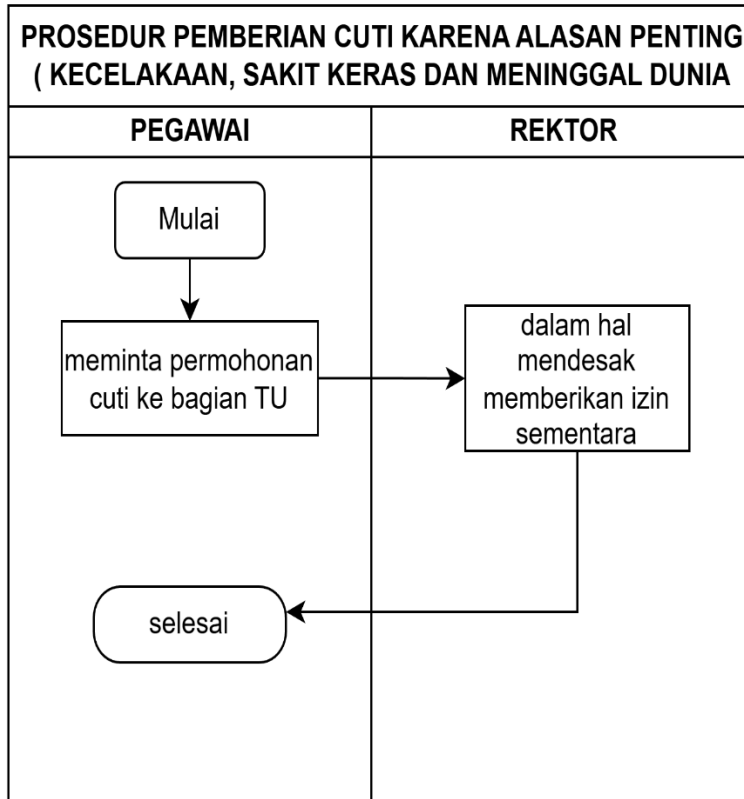 PROSEDUR PEMBERIAN CUTI KARENA ALASAN PENTING
( KECELAKAAN, SAKIT KERAS DAN MENINGGAL DUNIA
PEGAWAI
REKTOR
Mulai
meminta permohonan
cuti ke bagian TU
dalam hal
mendesak
memberikan izin
sementara
selesai